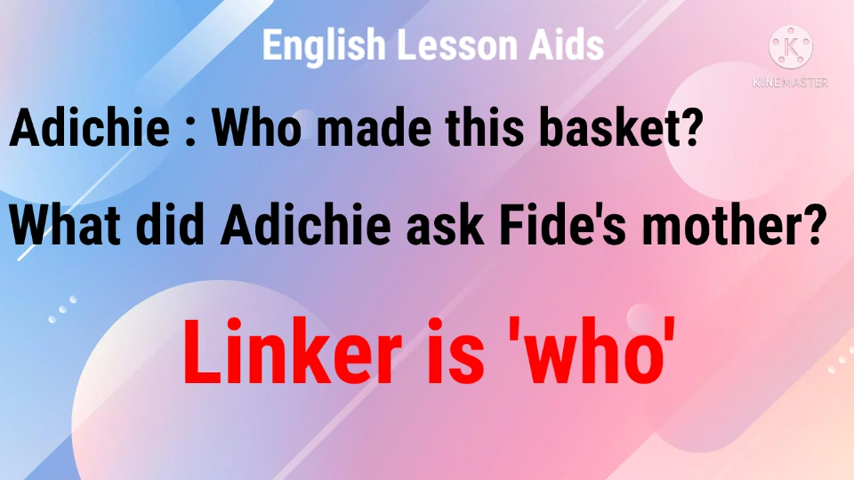 English Lesson Aids
KINEMASTER
Adichie : Who made this basket?
What did Adichie ask Fide's mother?
Linker is 'who'